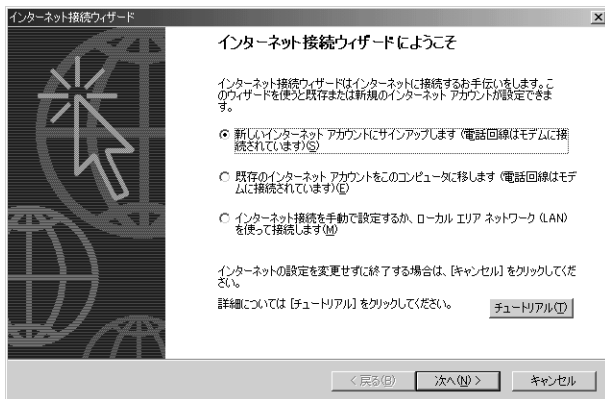 インターネット接続ウィザード
インターネット接続ウィザードにようこそ
インターネット接続ウィザードはインターネットに接続するお手伝いをします。こ
のウィザードを使うと既存または新規のインターネット アカウントが設定できま
す。
新しいインターネット アカウントにサインアップします (電話回線はモデムに接
続されています)(S)
既存のインターネット アカウントをこのコンピュータに移します (電話回線はモデ
ムに接続されています)(E)
インターネット接続を手動で設定するか、ローカル エリア ネットワーク (LAN)
を使って接続します(M)
インターネットの設定を変更せずに終了する場合は、[キャンセル] をクリックしてくだ
さい。
詳細については [チュートリアル] をクリックしてください。
チュートリアル(T)
< 戻る(B)
次へ(N) >
キャンセル